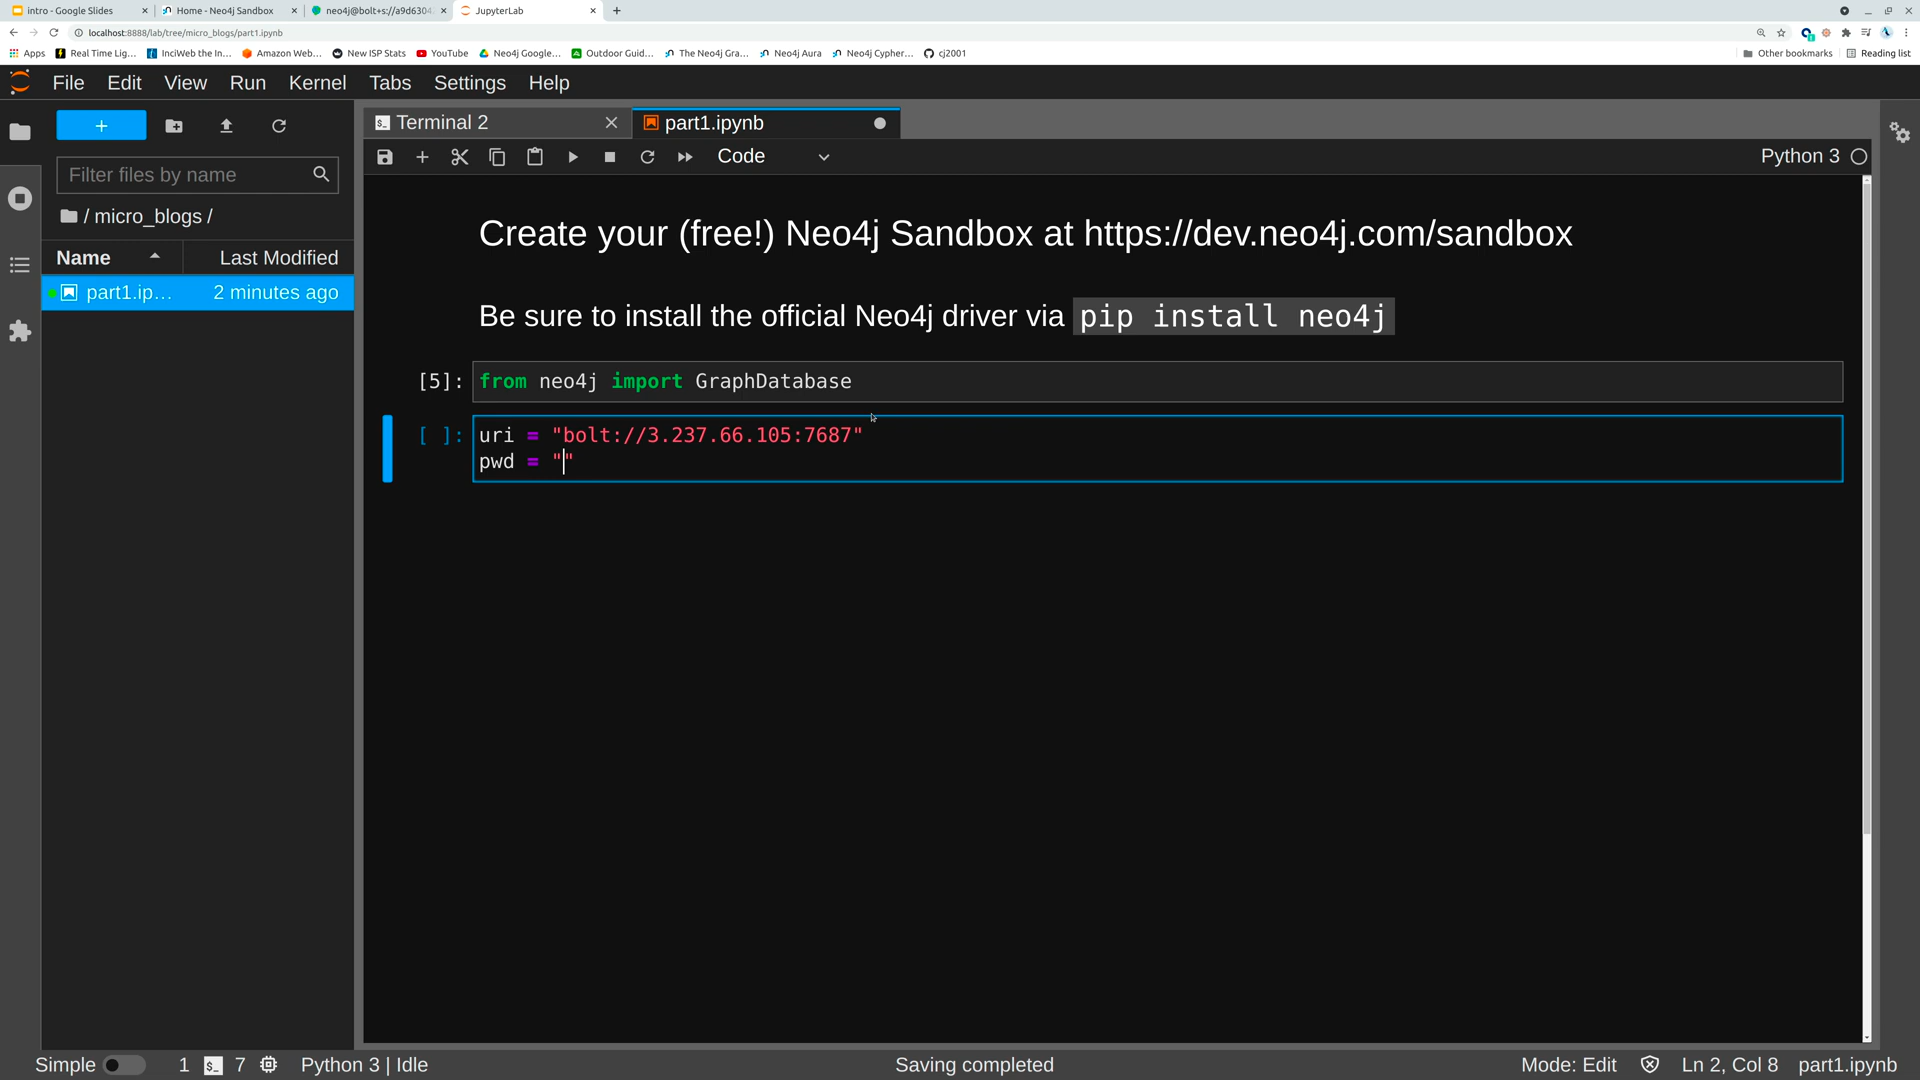 intro - Google Slides
Home - Neo4j Sandbox
neo4j@bolt+s://a9d6304
JupyterLab
localhost:8888/lab/tree/micro_blogs/part1.ipynb
Apps
Real Time Lig...
InciWeb the In...
Amazon Web...
New ISP Stats
YouTube
Neo4j Google...
Outdoor Guid...
The Neo4j Gra...
Neo4j Aura
Neo4j Cypher...
cj2001
Other bookmarks
Reading list
File Edit View Run Kernel Tabs Settings Help
Terminal 2
part1.ipynb
Code
Python 3
Filter files by name
/ micro_blogs /
Name
Last Modified
part1.ip...
2 minutes ago
Create your (free!) Neo4j Sandbox at https://dev.neo4j.com/sandbox
Be sure to install the official Neo4j driver via pip install neo4j
[5]: from neo4j import GraphDatabase
[ ]: uri = "bolt://3.237.66.105:7687"
pwd = ""
Simple
1
7
Python 3 | Idle
Saving completed
Mode: Edit
Ln 2, Col 8
part1.ipynb